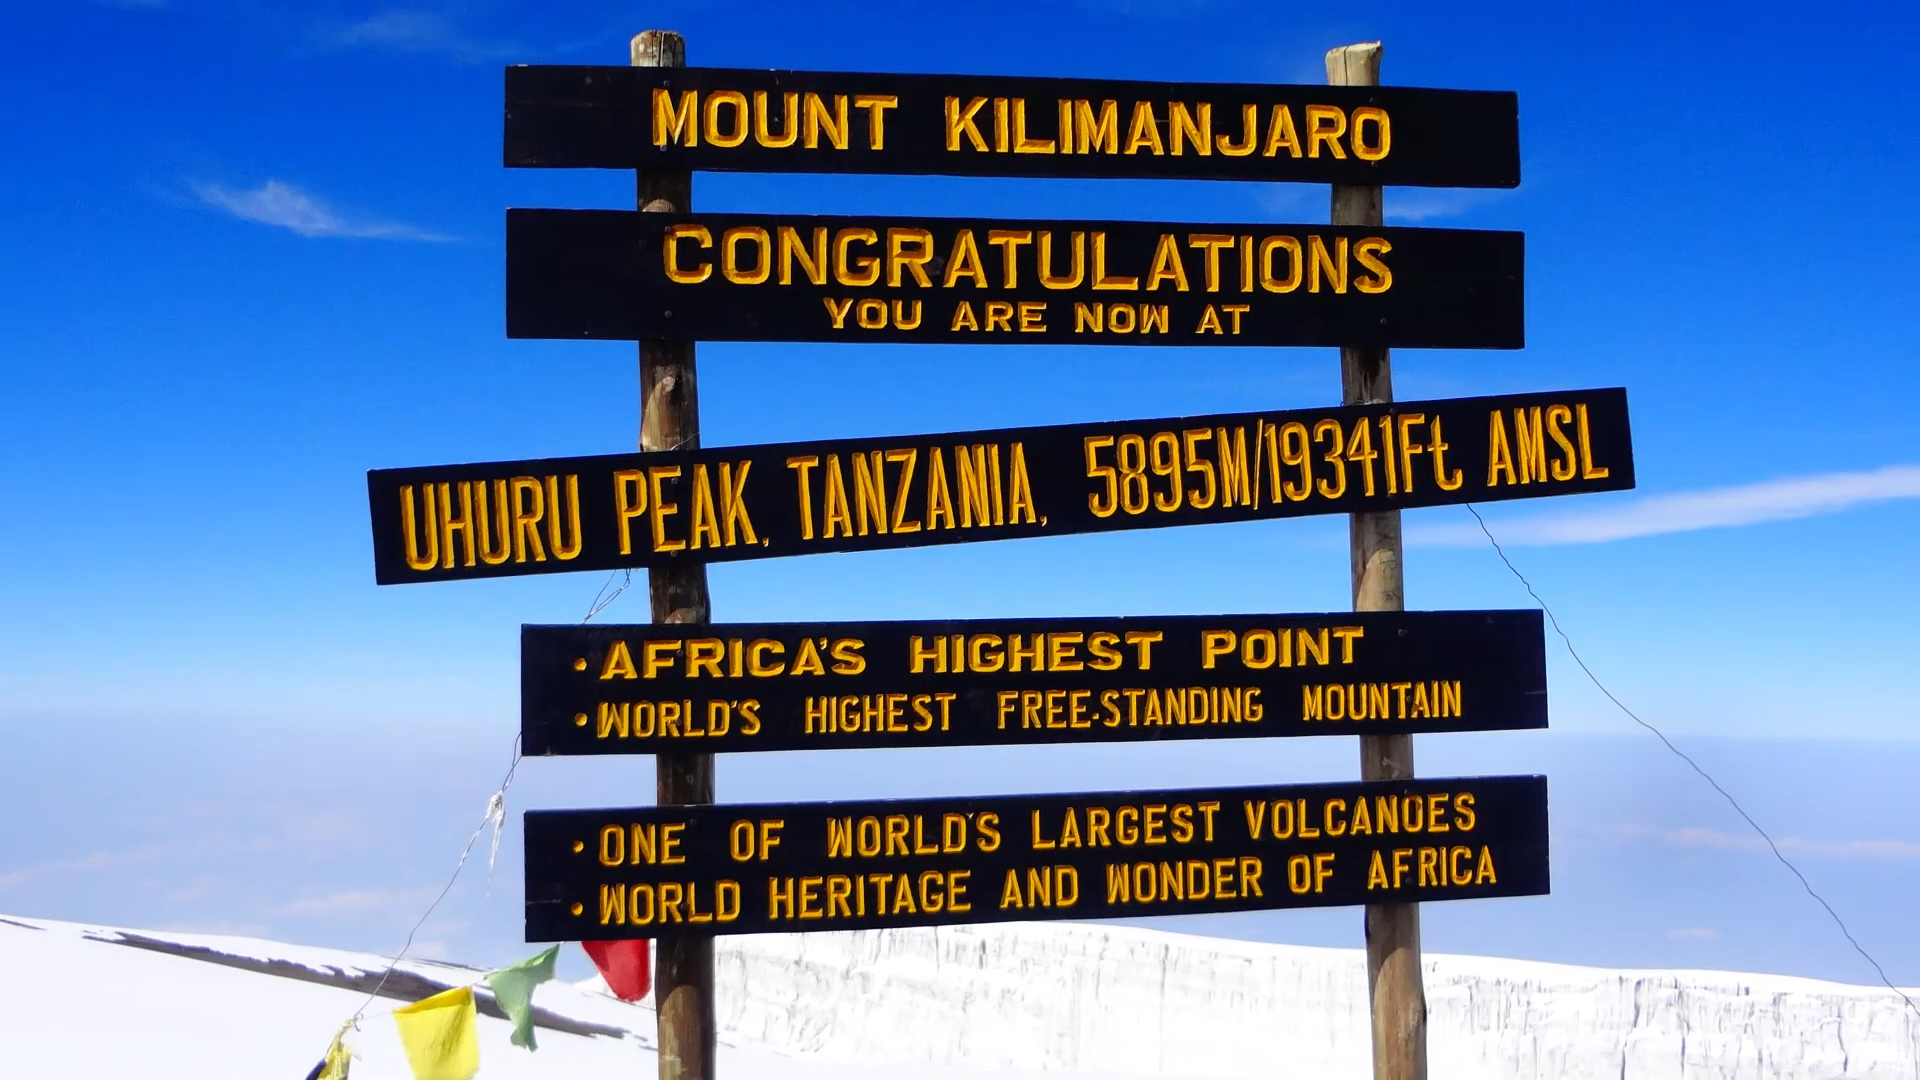 MOUNT KILIMANJARO
CONGRATULATIONS
YOU ARE NOW AT
UHURU PEAK, TANZANIA, 5895M/19341Ft AMSL
• AFRICA'S HIGHEST POINT
• WORLD'S HIGHEST FREE-STANDING MOUNTAIN
• ONE OF WORLD'S LARGEST VOLCANOES
• WORLD HERITAGE AND WONDER OF AFRICA